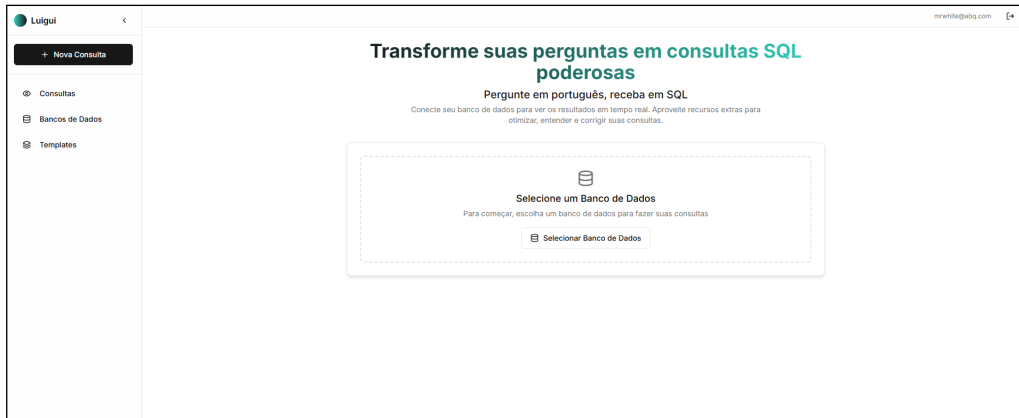 Luigui
mrwhite@abq.com
+ Nova Consulta
Consultas
Bancos de Dados
Templates
Transforme suas perguntas em consultas SQL
poderosas
Pergunte em português, receba em SQL
Conecte seu banco de dados para ver os resultados em tempo real. Aproveite recursos extras para
otimizar, entender e corrigir suas consultas.
Selecione um Banco de Dados
Para começar, escolha um banco de dados para fazer suas consultas
Selecionar Banco de Dados